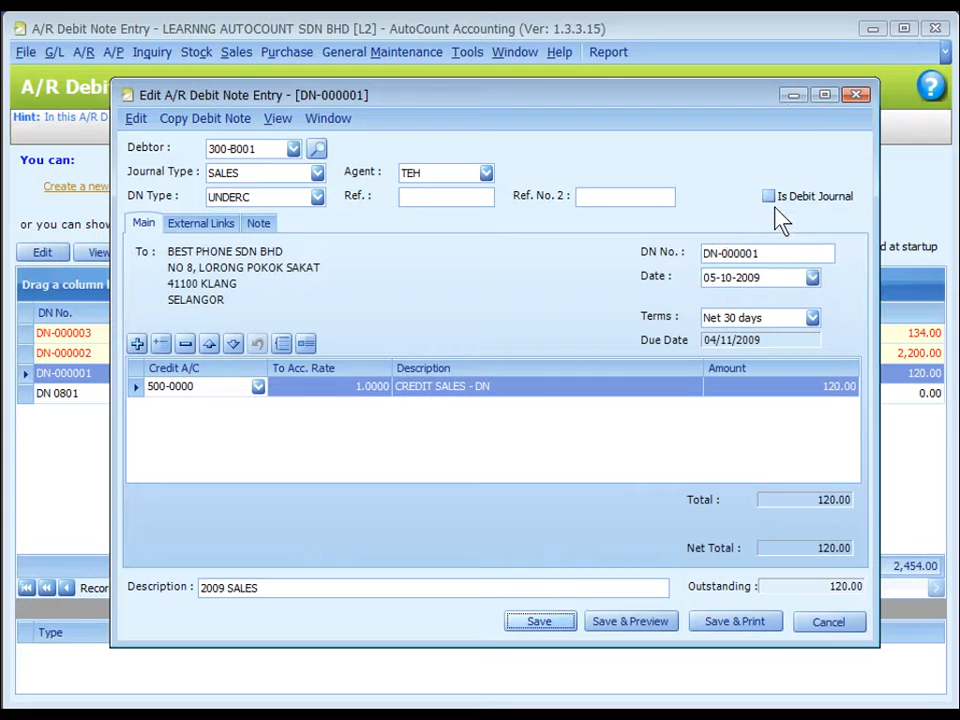 A/R Debit Note Entry - LEARNNG AUTOCOUNT SDN BHD [L2] - AutoCount Accounting (Ver: 1.3.3.15)
File G/L A/R A/P Inquiry Stock Sales Purchase General Maintenance Tools Window Help Report
A/R Debi
Hint: In this A/R D
You can:
Create a new
or you can show
d at startup
Edit View
Drag a column
DN No.
DN-000003 134.00
DN-000002 2,200.00
DN-000001 120.00
DN 0801 0.00
2,454.00
Recor
Type
Edit A/R Debit Note Entry - [DN-000001]
Edit Copy Debit Note View Window
Debtor : 300-B001
Journal Type : SALES Agent : TEH
DN Type : UNDERC Ref. : Ref. No. 2 : Is Debit Journal
Main External Links Note
To : BEST PHONE SDN BHD
NO 8, LORONG POKOK SAKAT
41100 KLANG
SELANGOR
DN No. : DN-000001
Date : 05-10-2009
Terms : Net 30 days
Due Date 04/11/2009
Credit A/C To Acc. Rate Description Amount
500-0000 1.0000 CREDIT SALES - DN 120.00
Total : 120.00
Net Total : 120.00
Description : 2009 SALES Outstanding : 120.00
Save Save & Preview Save & Print Cancel